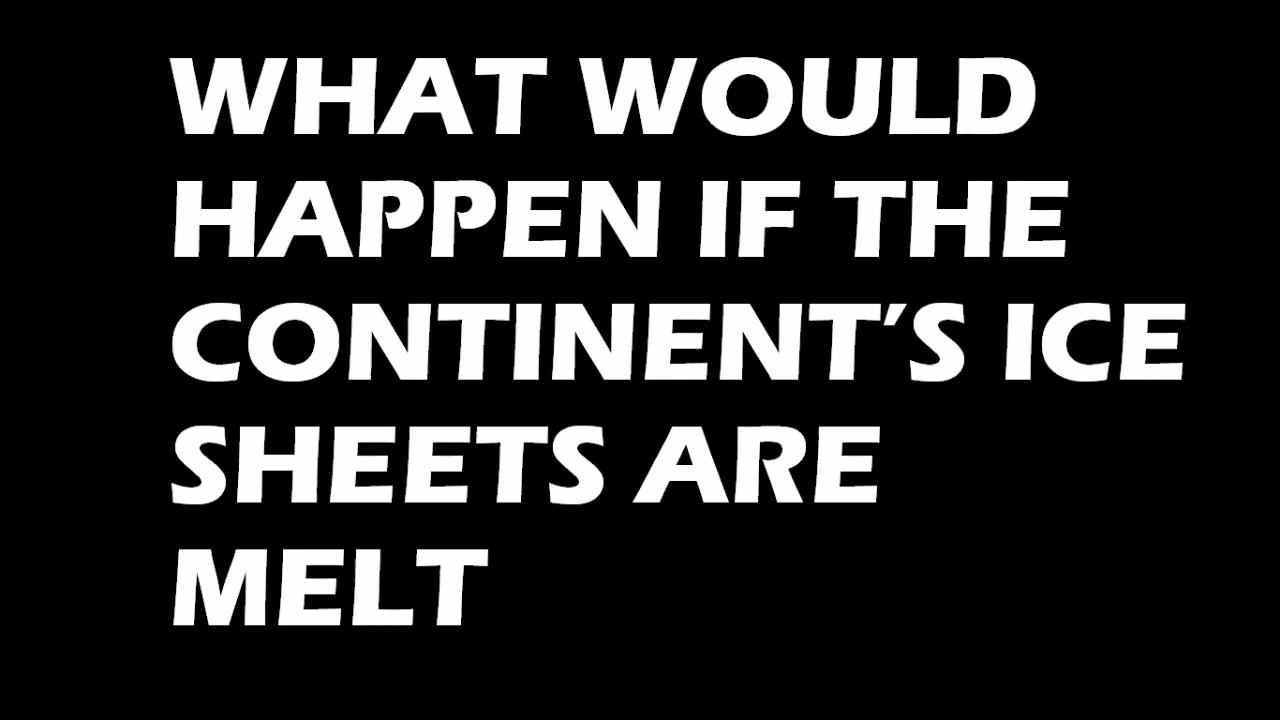 WHAT WOULD
HAPPEN IF THE
CONTINENT’S ICE
SHEETS ARE
MELT